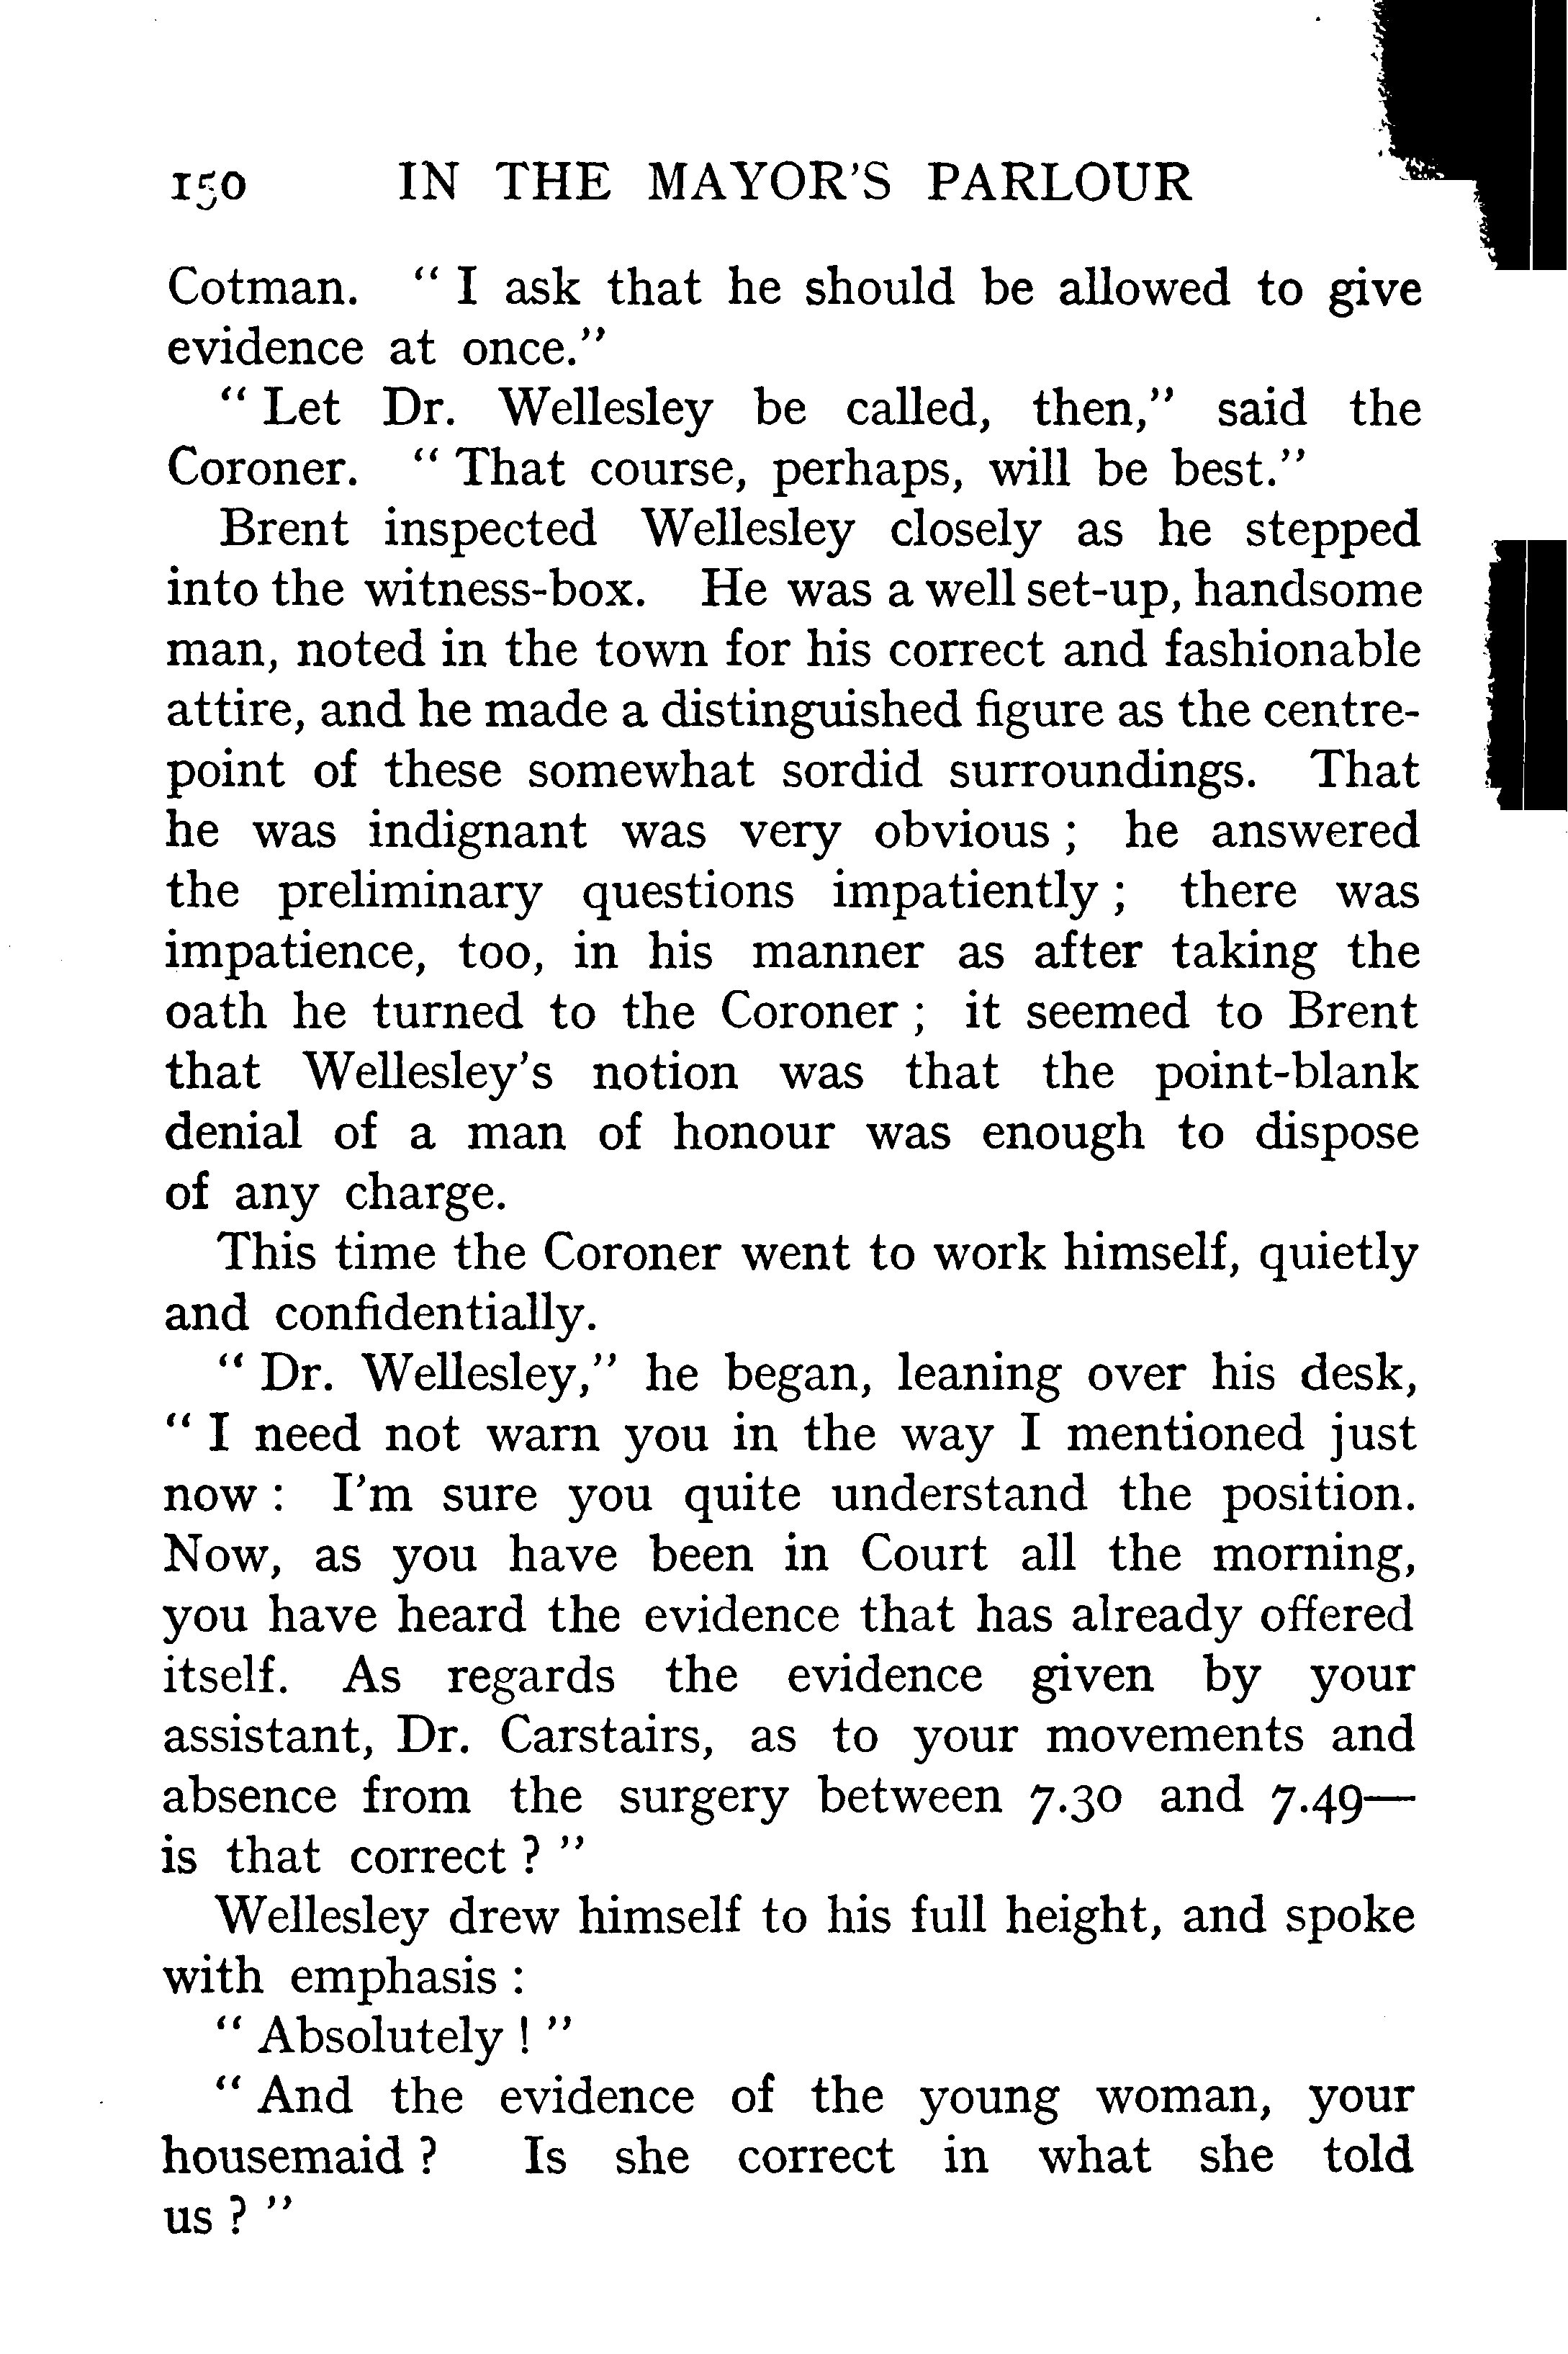 150 IN THE MAYOR'S PARLOUR
Cotman. " I ask that he should be allowed to give
evidence at once."
" Let Dr. Wellesley be called, then," said the
Coroner. " That course, perhaps, will be best."
Brent inspected Wellesley closely as he stepped
into the witness-box. He was a well set-up, handsome
man, noted in the town for his correct and fashionable
attire, and he made a distinguished figure as the centre-
point of these somewhat sordid surroundings. That
he was indignant was very obvious ; he answered
the preliminary questions impatiently ; there was
impatience, too, in his manner as after taking the
oath he turned to the Coroner ; it seemed to Brent
that Wellesley's notion was that the point-blank
denial of a man of honour was enough to dispose
of any charge.
This time the Coroner went to work himself, quietly
and confidentially.
" Dr. Wellesley," he began, leaning over his desk,
" I need not warn you in the way I mentioned just
now : I'm sure you quite understand the position.
Now, as you have been in Court all the morning,
you have heard the evidence that has already offered
itself. As regards the evidence given by your
assistant, Dr. Carstairs, as to your movements and
absence from the surgery between 7.30 and 7.49—
is that correct ? "
Wellesley drew himself to his full height, and spoke
with emphasis :
" Absolutely ! "
" And the evidence of the young woman, your
housemaid ? Is she correct in what she told
us ? "